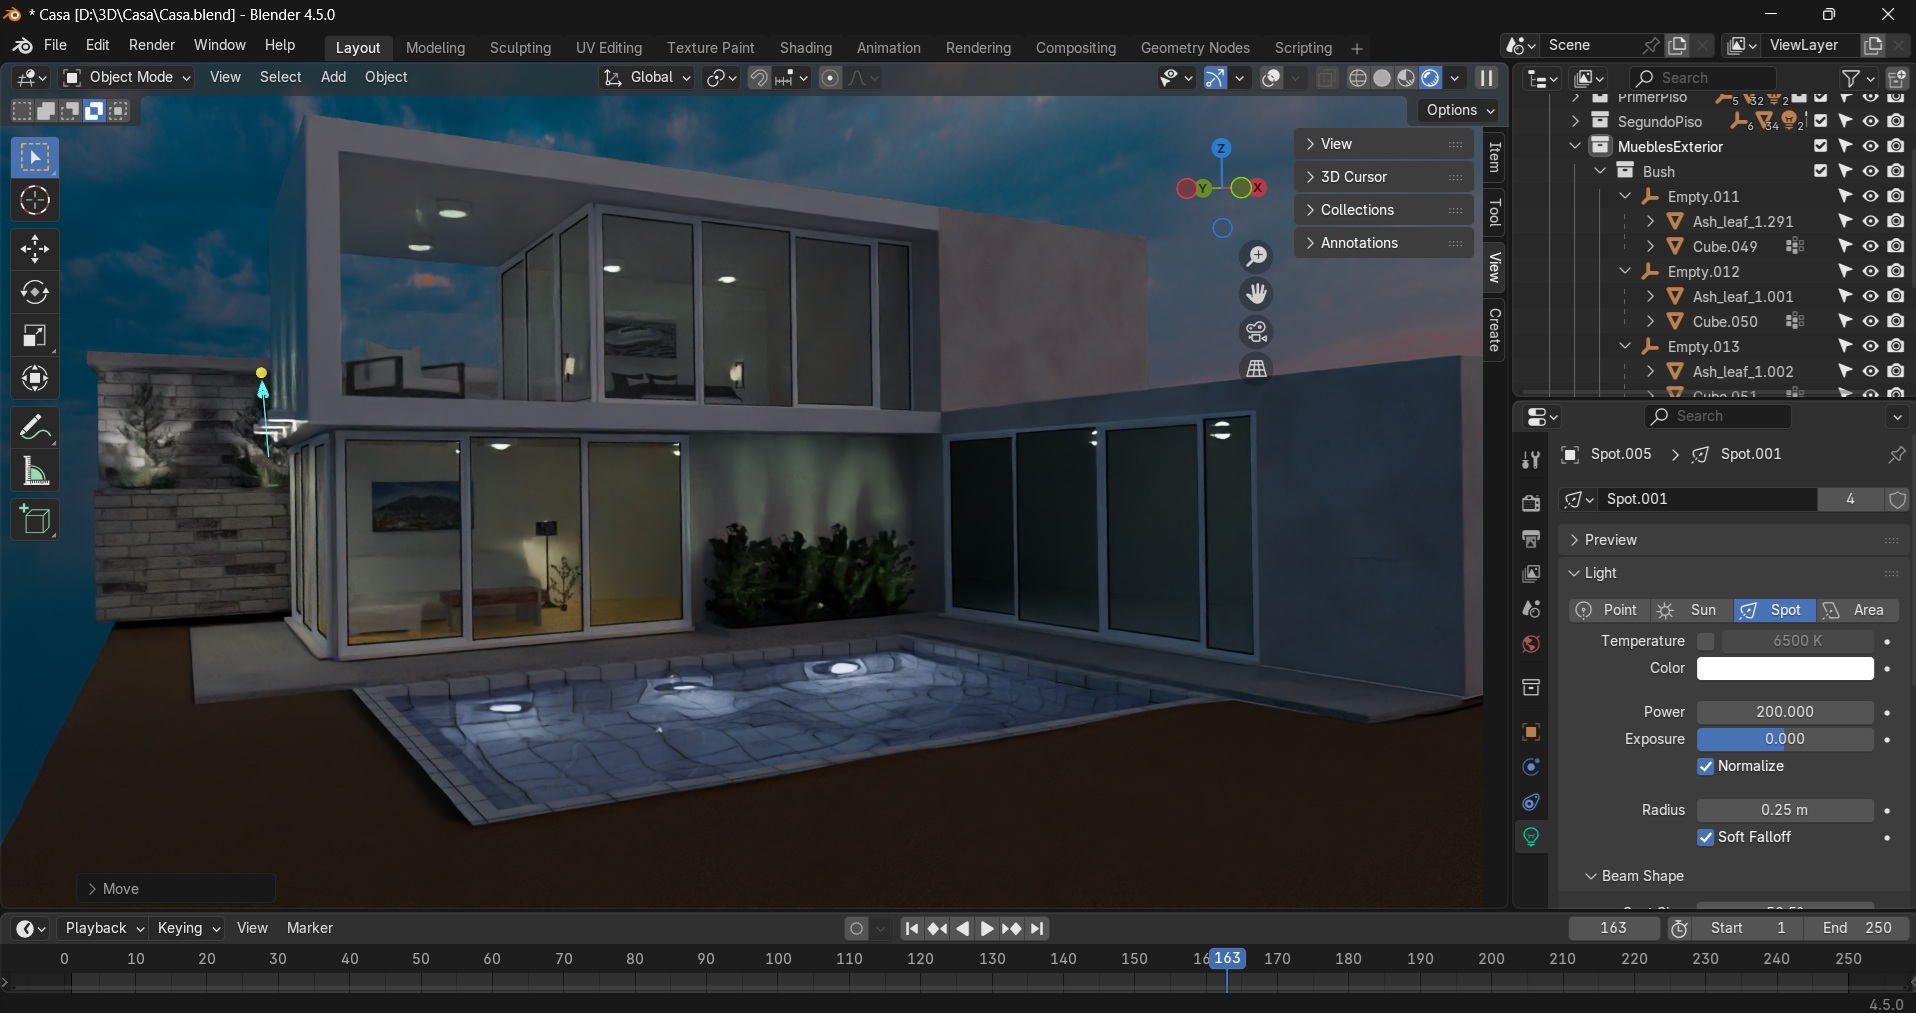 * Casa [D:\3D\Casa\Casa.blend] - Blender 4.5.0
File Edit Render Window Help Layout Modeling Sculpting UV Editing Texture Paint Shading Animation Rendering Compositing Geometry Nodes Scripting + Scene ViewLayer
Object Mode View Select Add Object Global Search
Options
PrimerPiso 5 32 2
SegundoPiso 6 34 2
View
3D Cursor
Collections
Annotations
Item
Tool
View
Create
Z
Y
X
MueblesExterior
Bush
Empty.011
Ash_leaf_1.291
Cube.049
Empty.012
Ash_leaf_1.001
Cube.050
Empty.013
Ash_leaf_1.002
Cube.051
Search
Spot.005 > Spot.001
Spot.001 4
Preview
Light
Point Sun Spot Area
Temperature 6500 K
Color
Power 200.000
Exposure 0.000
Normalize
Radius 0.25 m
Soft Falloff
Beam Shape
Move
Playback Keying View Marker 163 Start 1 End 250
0 10 20 30 40 50 60 70 80 90 100 110 120 130 140 150 163 170 180 190 200 210 220 230 240 250
4.5.0